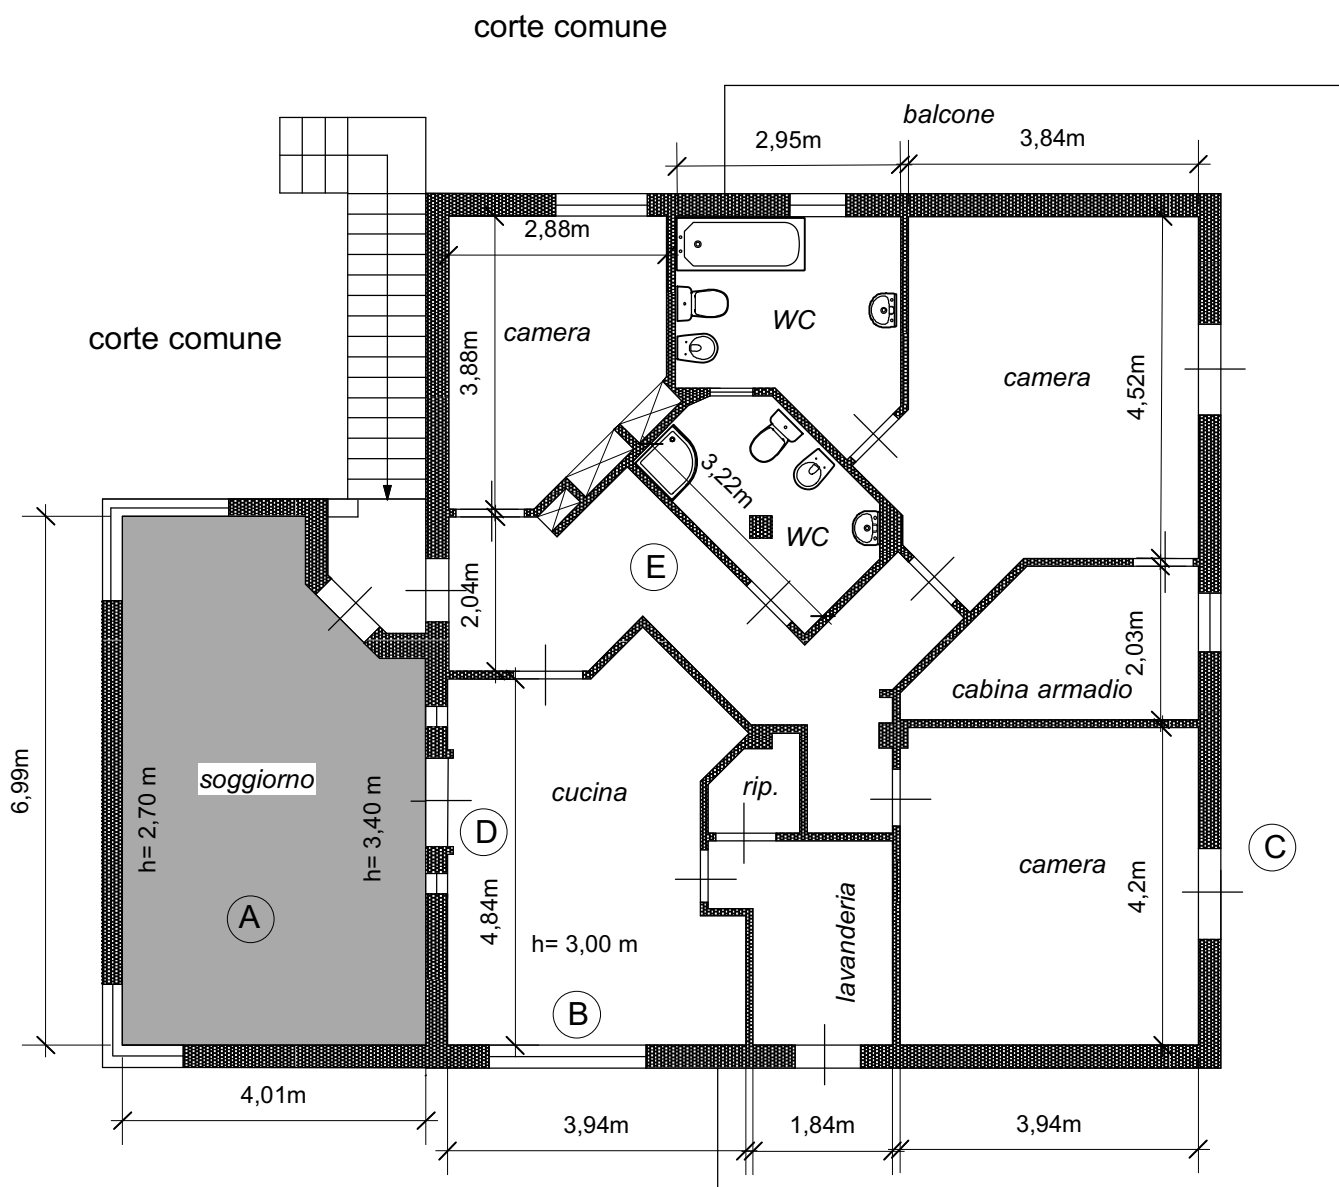 corte comune
balcone
2,95m
3,84m
2,88m
corte comune
camera
WC
camera
3,88m
4,52m
3,22m
WC
E
2,04m
2,03m
cabina armadio
6,99m
soggiorno
h= 2,70 m
h= 3,40 m
cucina
rip.
D
C
camera
4,2m
A
4,84m
h= 3,00 m
lavanderia
B
4,01m
3,94m
1,84m
3,94m